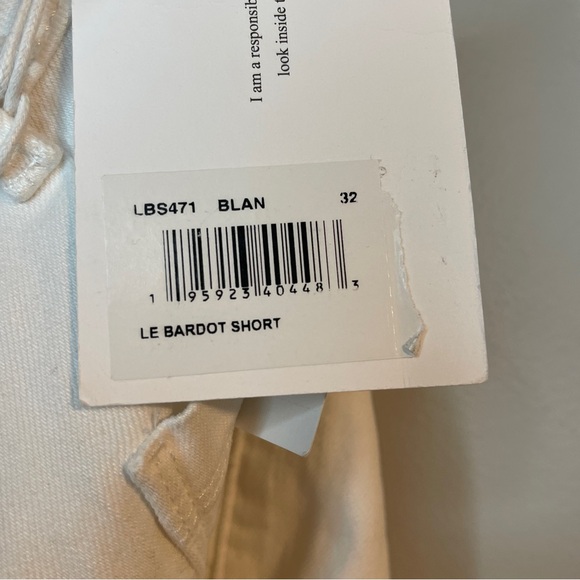 I am a responsib
look inside t
LBS471 BLAN 32
1 95923 40448 3
LE BARDOT SHORT